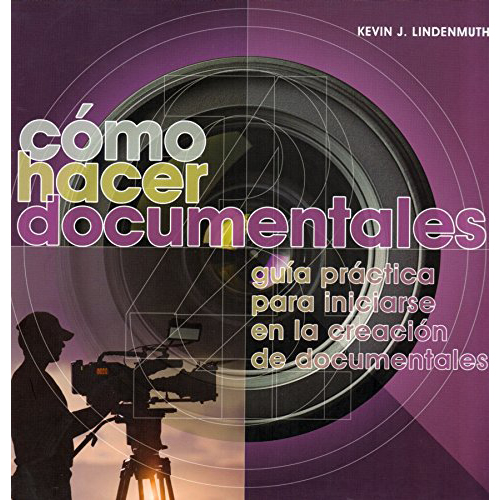 KEVIN J. LINDENMUTH
cómo
hacer
documentales
guía práctica
para iniciarse
en la creación
de documentales